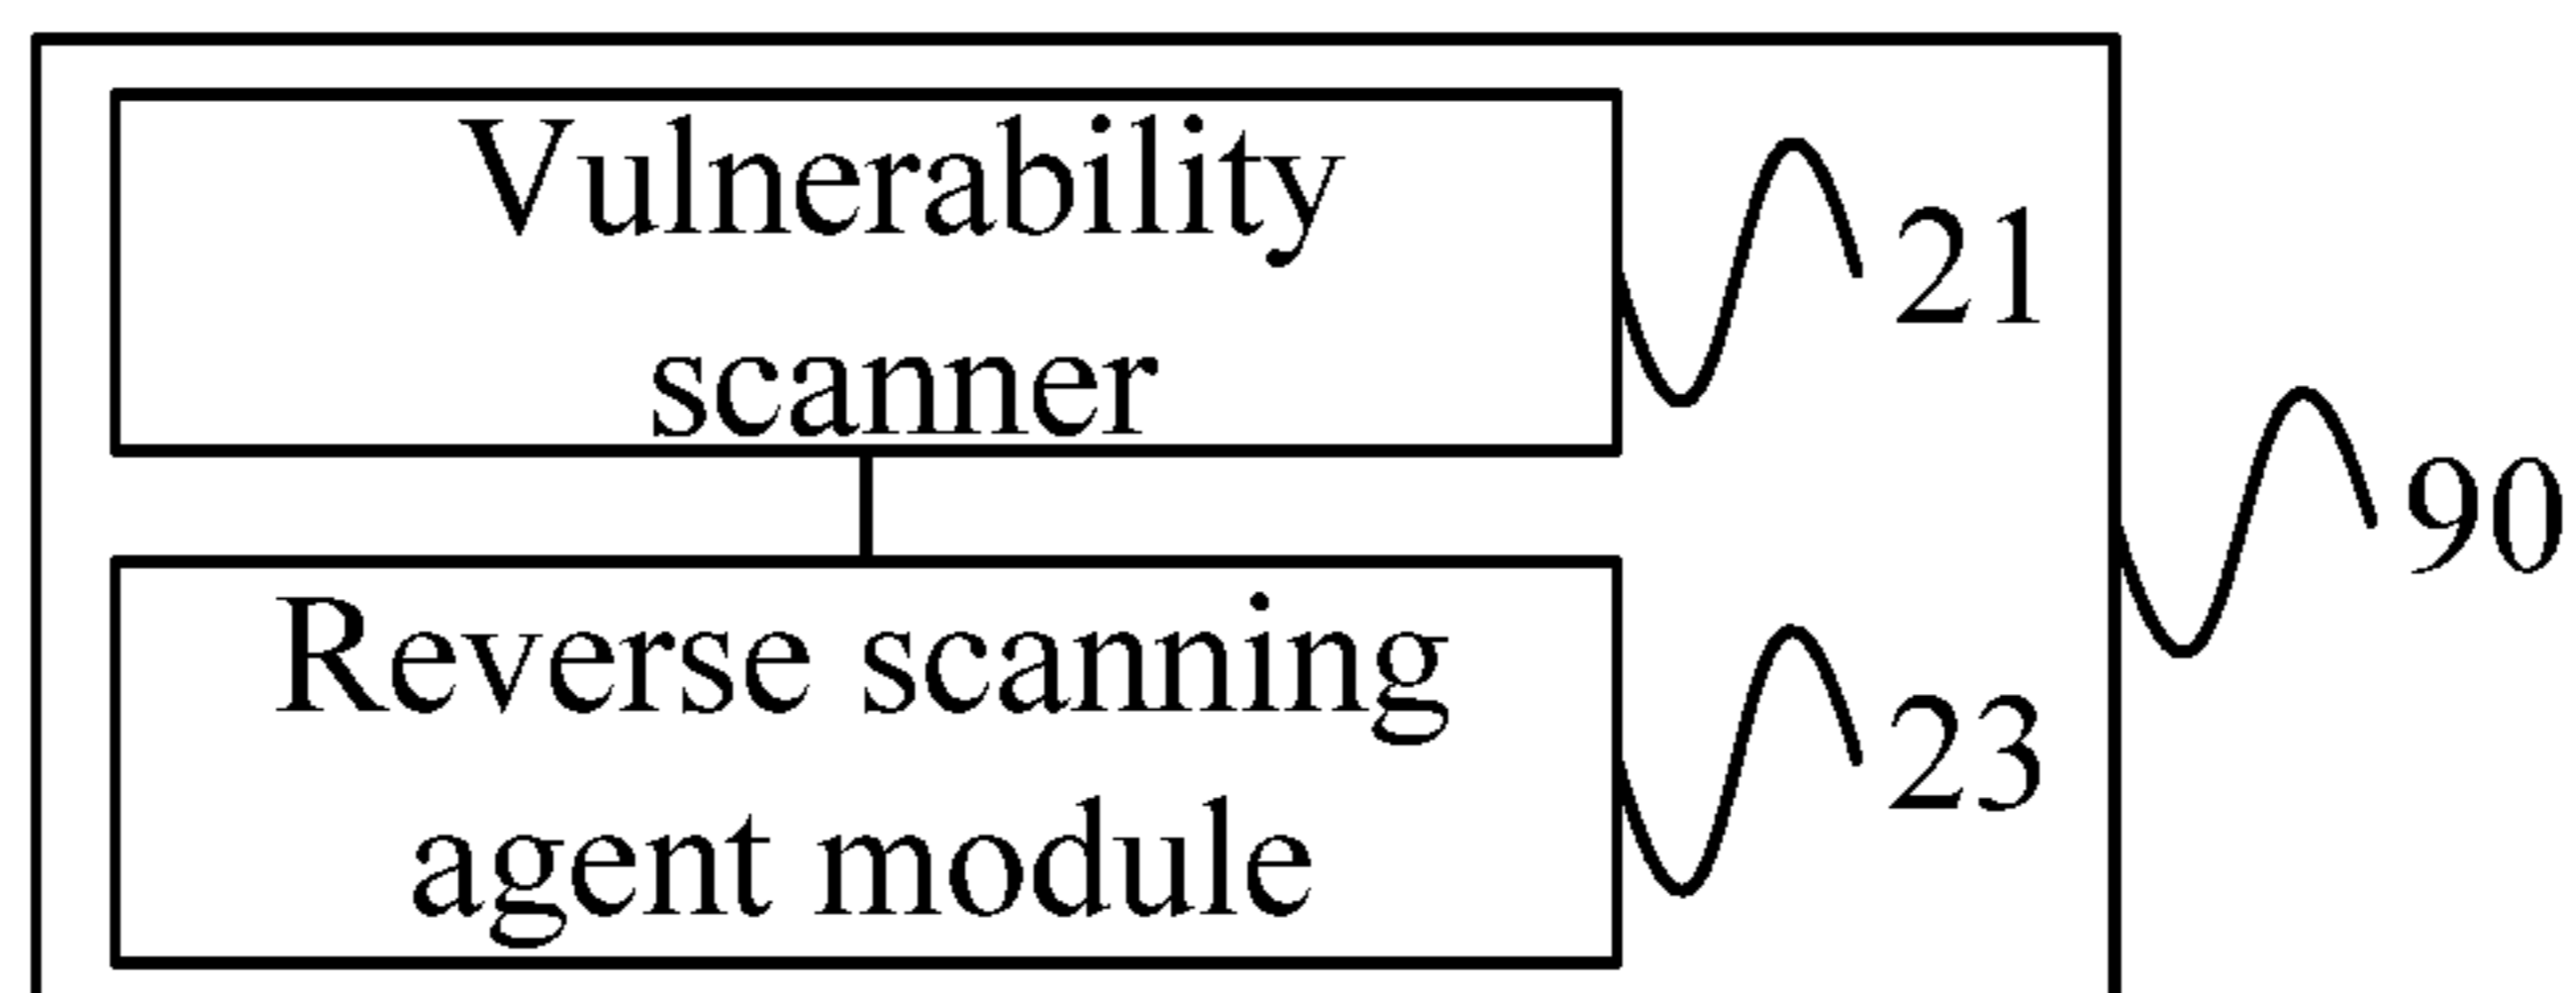 Vulnerability
scanner
21
90
Reverse scanning
agent module
23